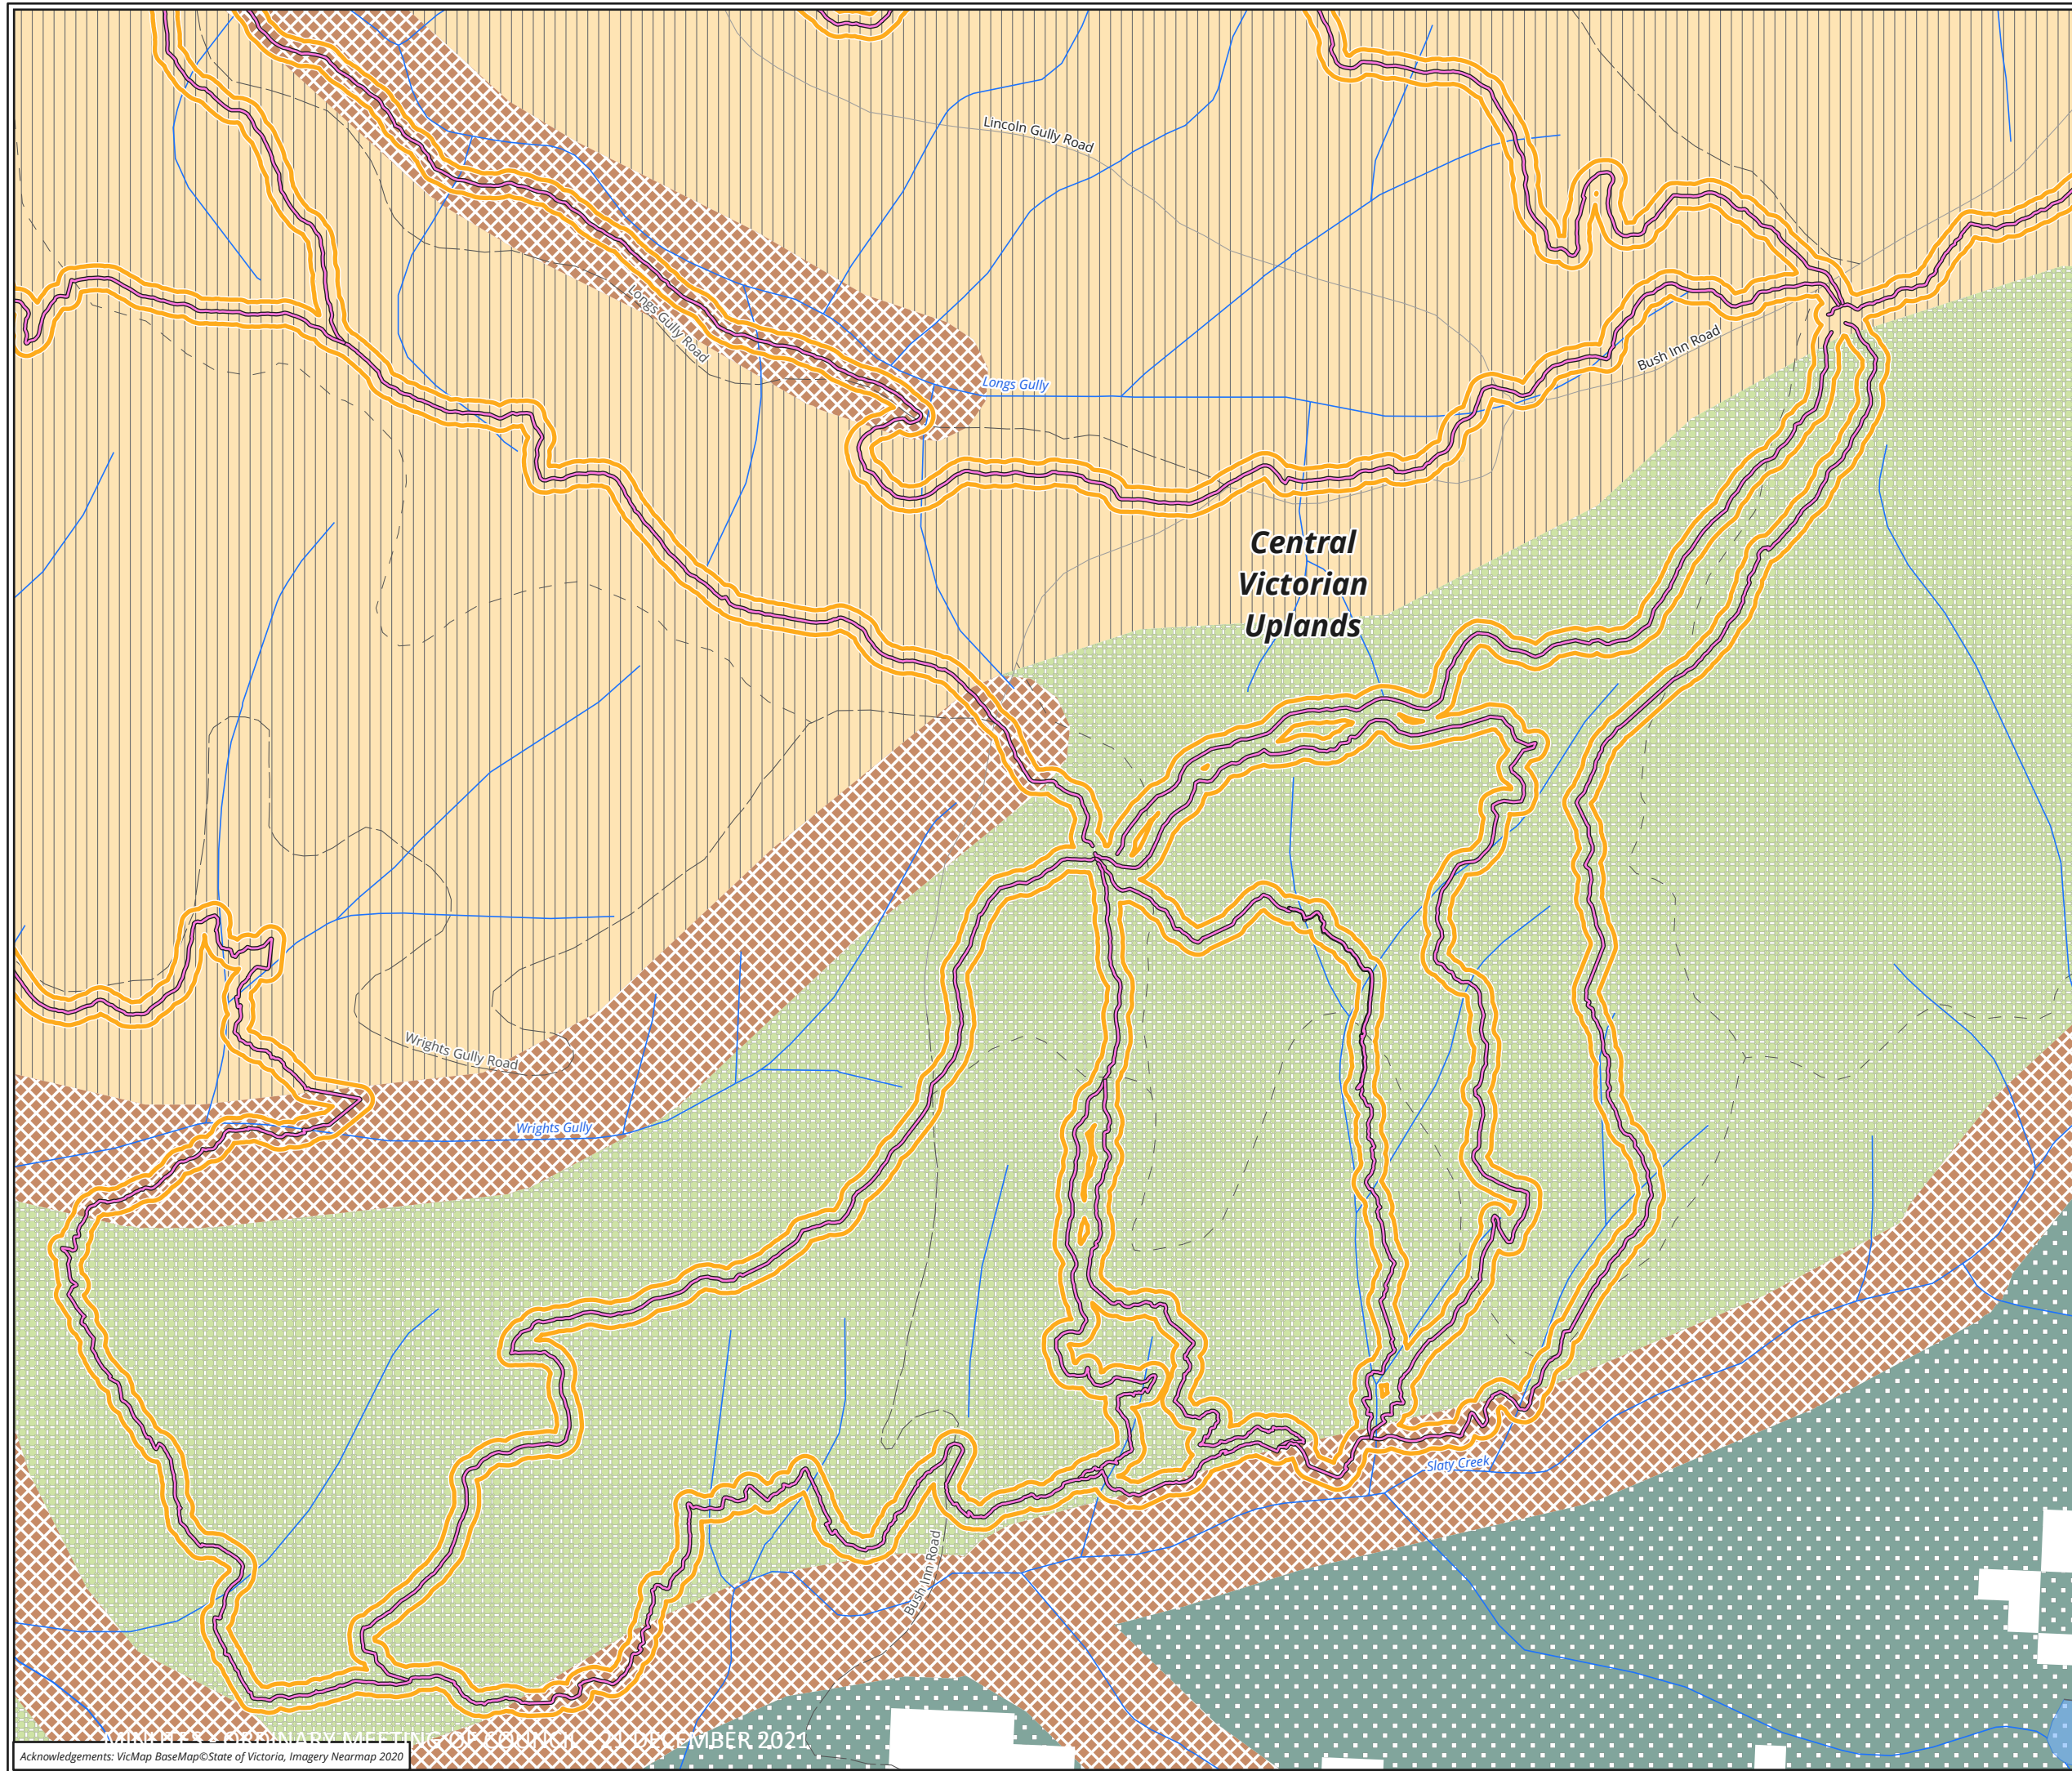 Lincoln Gully Road
Longs Gully Road
Longs Gully
Bush Inn Road
Central
Victorian
Uplands
Wrights Gully Road
Wrights Gully
Slaty Creek
Bush Inn Road
MINUTES - ORDINARY MEETING OF COUNCIL - 21 DECEMBER 2021
Acknowledgements: VicMap BaseMap©State of Victoria, Imagery Nearmap 2020